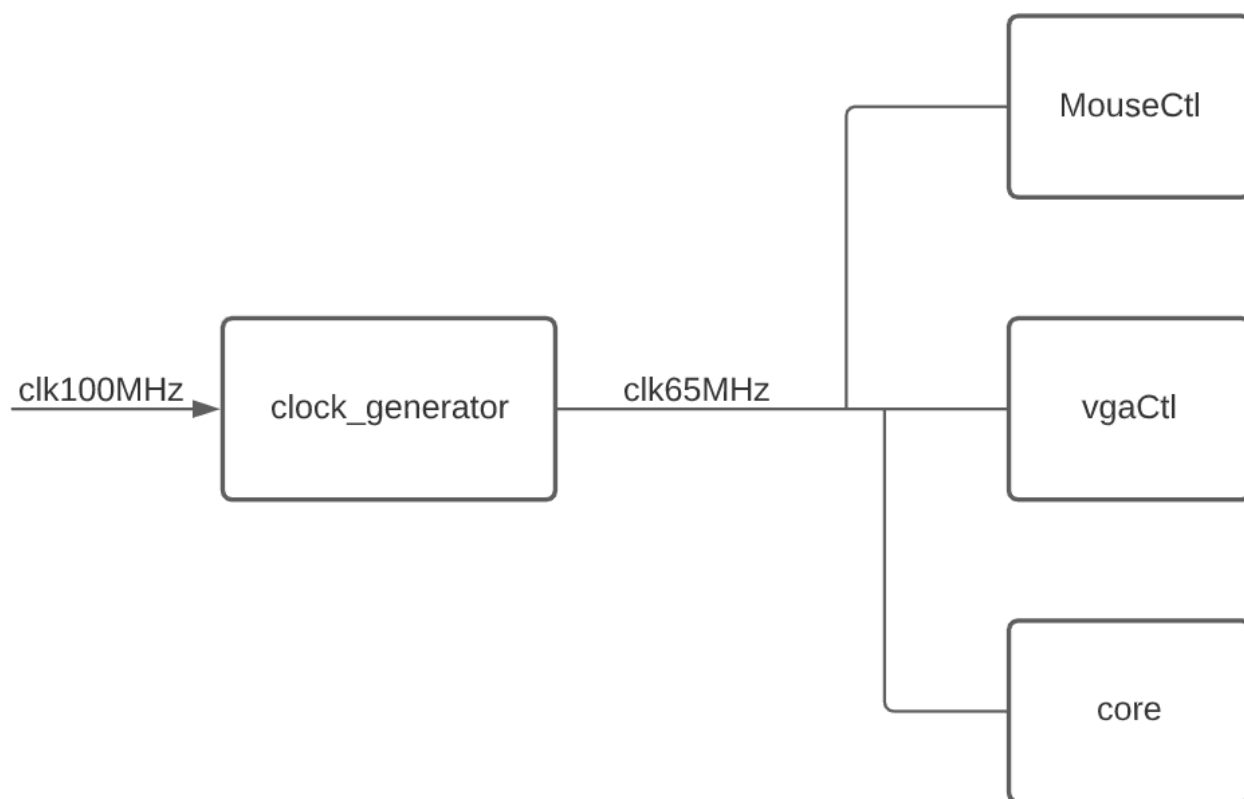 MouseCtl
clk100MHz
clock_generator
clk65MHz
vgaCtl
core